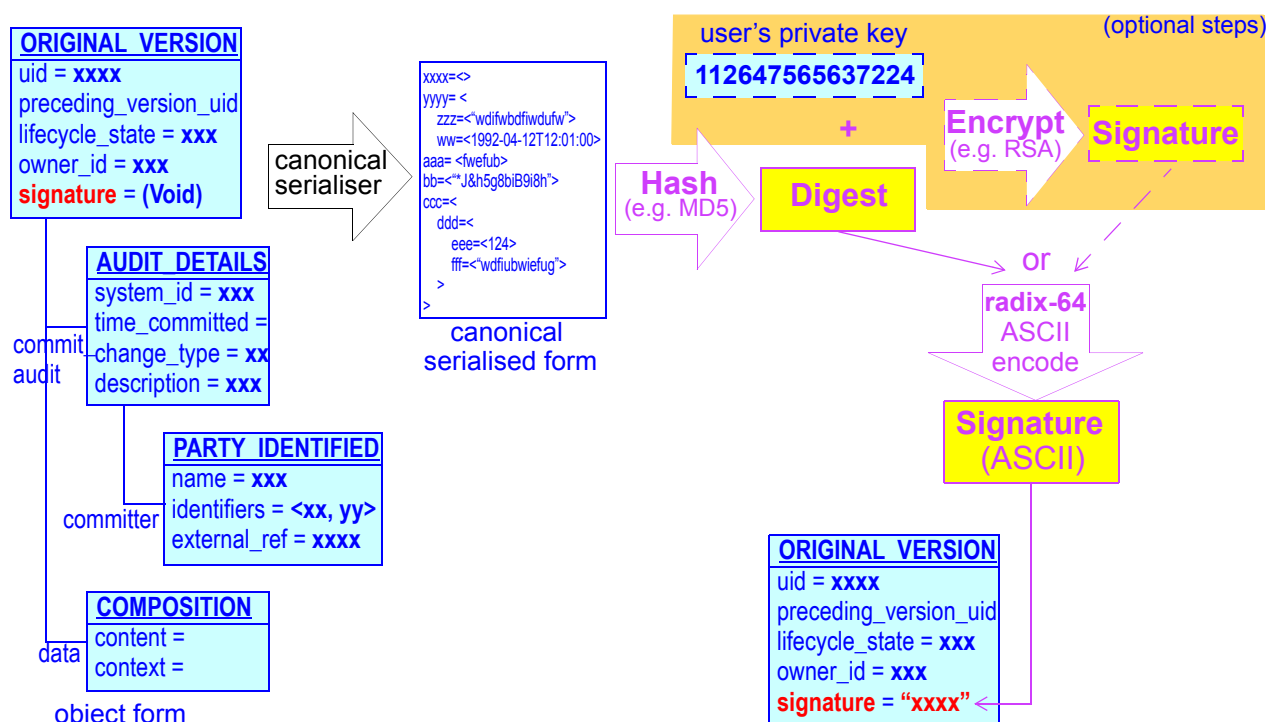 ORIGINAL_VERSION
uid = xxxx
preceding_version_uid
lifecycle_state = xxx
owner_id = xxx
signature = (Void)
AUDIT_DETAILS
system_id = xxx
time_committed =
change_type = xx
description = xxx
commit_
audit
PARTY_IDENTIFIED
name = xxx
identifiers = <xx, yy>
external_ref = xxxx
committer
COMPOSITION
content =
context =
data
object form
canonical
serialiser
xxxx=<>
yyyy= <
zzz=<“wdifwbdfiwdufw”>
ww=<1992-04-12T12:01:00>
aaa= <fwefub>
bb=<“*J&h5g8biB9i8h”>
ccc=<
ddd=<
eee=<124>
fff=<“wdfiubwiefug”>
>
>
canonical
serialised form
Hash
(e.g. MD5)
Digest
(optional steps)
user’s private key
112647565637224
+
Encrypt
(e.g. RSA)
Signature
or
radix-64
ASCII
encode
Signature
(ASCII)
ORIGINAL_VERSION
uid = xxxx
preceding_version_uid
lifecycle_state = xxx
owner_id = xxx
signature = “xxxx”